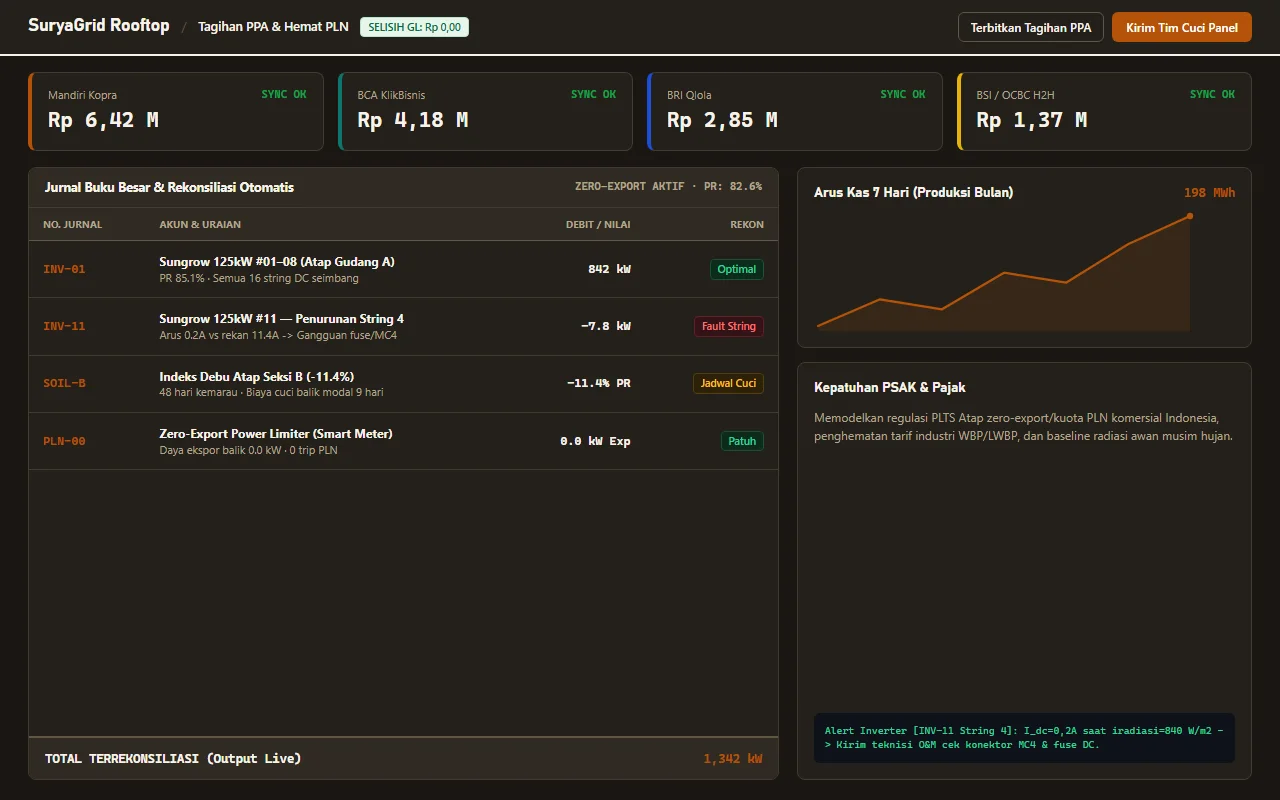 SuryaGrid Rooftop / Tagihan PPA & Hemat PLN SELISIH GL: Rp 0,00 Terbitkan Tagihan PPA Kirim Tim Cuci Panel
Mandiri Kopra SYNC OK
Rp 6,42 M
BCA KlikBisnis SYNC OK
Rp 4,18 M
BRI Qlola SYNC OK
Rp 2,85 M
BSI / OCBC H2H SYNC OK
Rp 1,37 M
Jurnal Buku Besar & Rekonsiliasi Otomatis ZERO-EXPORT AKTIF · PR: 82.6%
NO. JURNAL AKUN & URAIAN DEBIT / NILAI REKON
INV-01 Sungrow 125kW #01–08 (Atap Gudang A) 842 kW Optimal
PR 85.1% · Semua 16 string DC seimbang
INV-11 Sungrow 125kW #11 — Penurunan String 4 -7.8 kW Fault String
Arus 0.2A vs rekan 11.4A -> Gangguan fuse/MC4
SOIL-B Indeks Debu Atap Seksi B (-11.4%) -11.4% PR Jadwal Cuci
48 hari kemarau · Biaya cuci balik modal 9 hari
PLN-00 Zero-Export Power Limiter (Smart Meter) 0.0 kW Exp Patuh
Daya ekspor balik 0.0 kW · 0 trip PLN
TOTAL TERREKONSILIASI (Output Live) 1,342 kW
Arus Kas 7 Hari (Produksi Bulan) 198 MWh
Kepatuhan PSAK & Pajak
Memodelkan regulasi PLTS Atap zero-export/kuota PLN komersial Indonesia,
penghematan tarif industri WBP/LWBP, dan baseline radiasi awan musim hujan.
Alert Inverter [INV-11 String 4]: I_dc=0,2A saat iradiasi=840 W/m2 -
> Kirim teknisi O&M cek konektor MC4 & fuse DC.